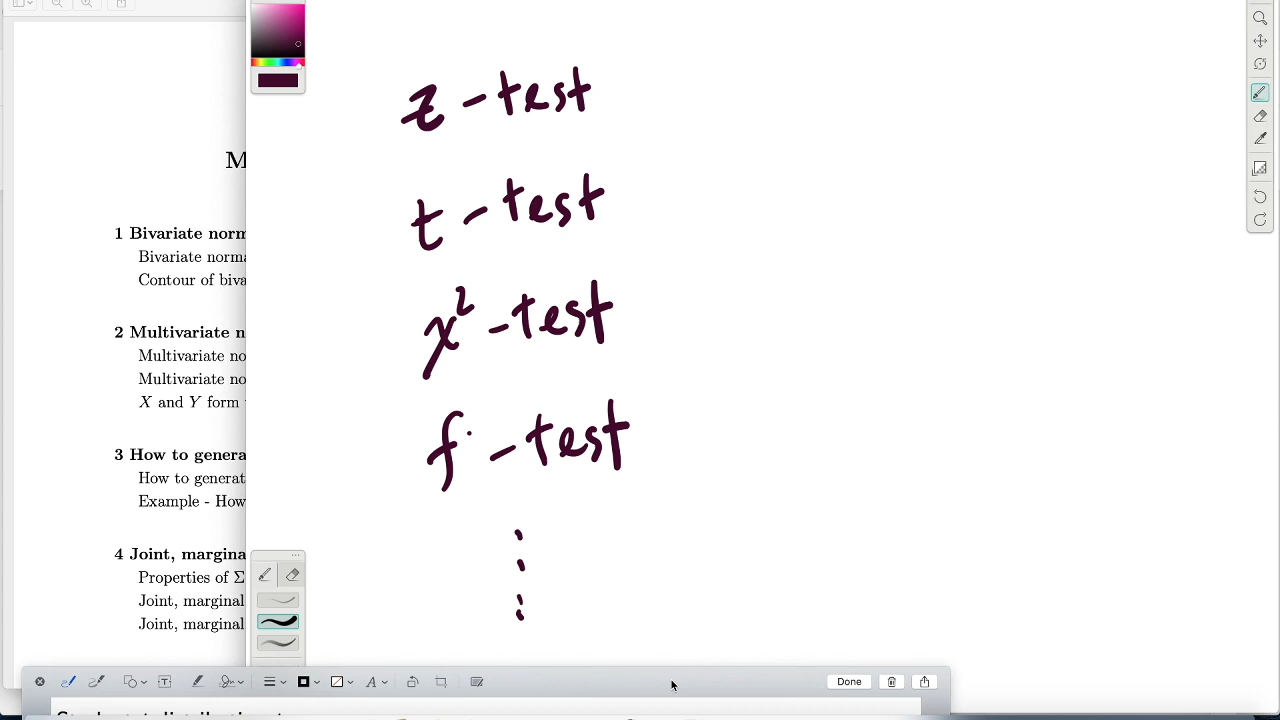 z - test
t - test
χ² - test
f - test
M
1 Bivariate norm
Bivariate norma
Contour of biva
2 Multivariate n
Multivariate no
Multivariate no
X and Y form
3 How to genera
How to generat
Example - How
4 Joint, margina
Properties of Σ
Joint, marginal
Joint, marginal
Done